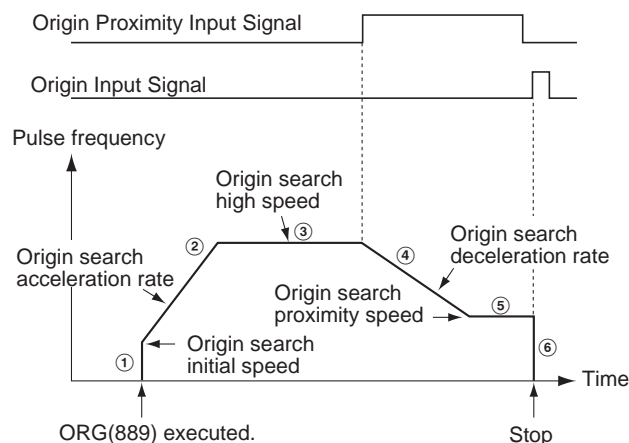 Origin Proximity Input Signal
Origin Input Signal
Pulse frequency
Origin search
high speed
② ③
Origin search
acceleration rate
④
Origin search
deceleration rate
Origin search
proximity speed
⑤
①
Origin search
initial speed
⑥
Time
ORG(889) executed.
Stop